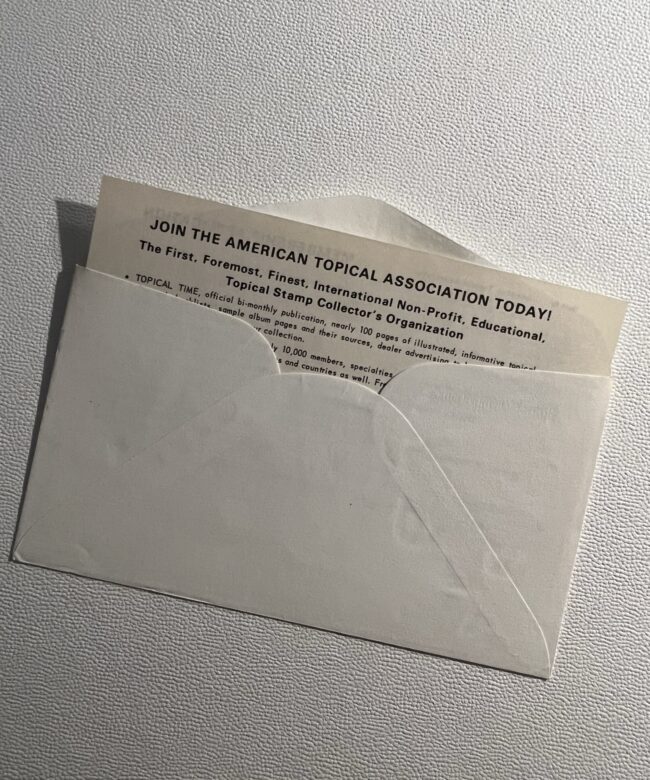 JOIN THE AMERICAN TOPICAL ASSOCIATION TODAY!
The First, Foremost, Finest, International Non-Profit, Educational,
Topical Stamp Collector's Organization
• TOPICAL TIME, official bi-monthly publication, nearly 100 pages of illustrated, informative topical
sample album pages and their sources, dealer advertising
collection.
10,000 members, specialties
and countries as well.